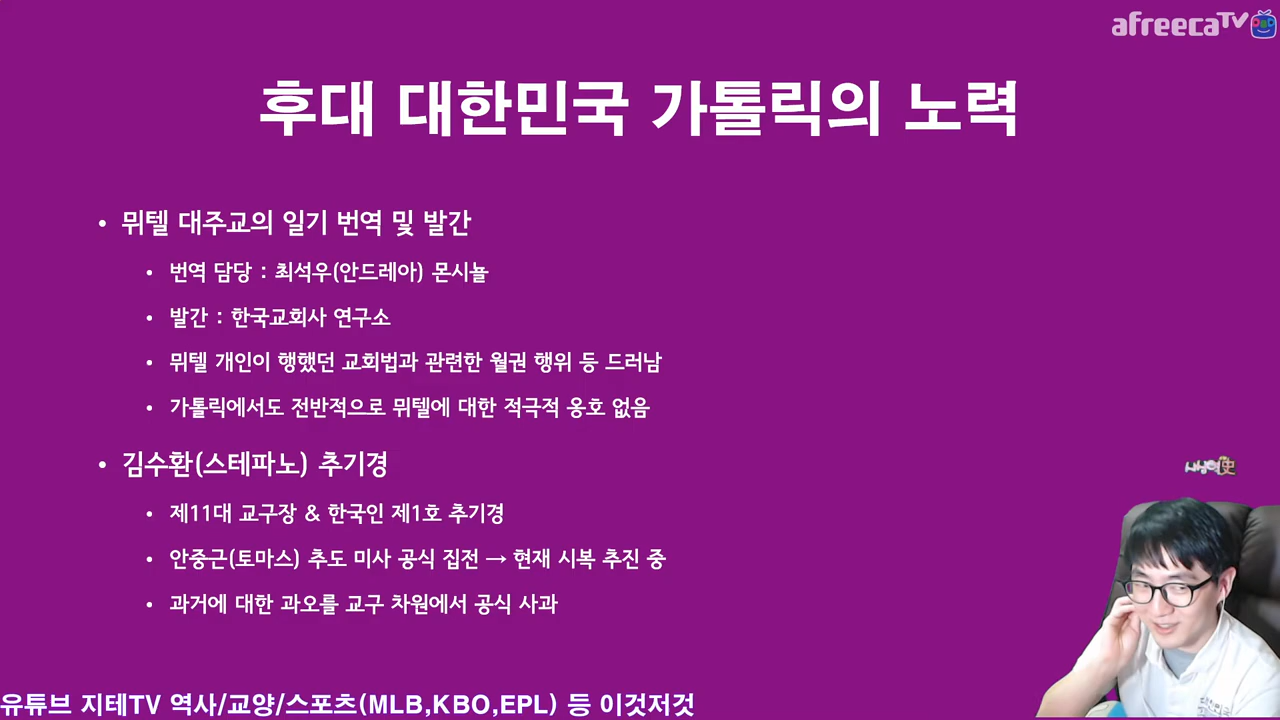 afreecaTV
후대 대한민국 가톨릭의 노력
• 뮈텔 대주교의 일기 번역 및 발간
• 번역 담당 : 최석우(안드레아) 몬시뇰
• 발간 : 한국교회사 연구소
• 뮈텔 개인이 행했던 교회법과 관련한 월권 행위 등 드러남
• 가톨릭에서도 전반적으로 뮈텔에 대한 적극적 옹호 없음
• 김수환(스테파노) 추기경
• 제11대 교구장 & 한국인 제1호 추기경
• 안중근(토마스) 추도 미사 공식 집전 → 현재 시복 추진 중
• 과거에 대한 과오를 교구 차원에서 공식 사과
유튜브 지테TV 역사/교양/스포츠(MLB,KBO,EPL) 등 이것저것